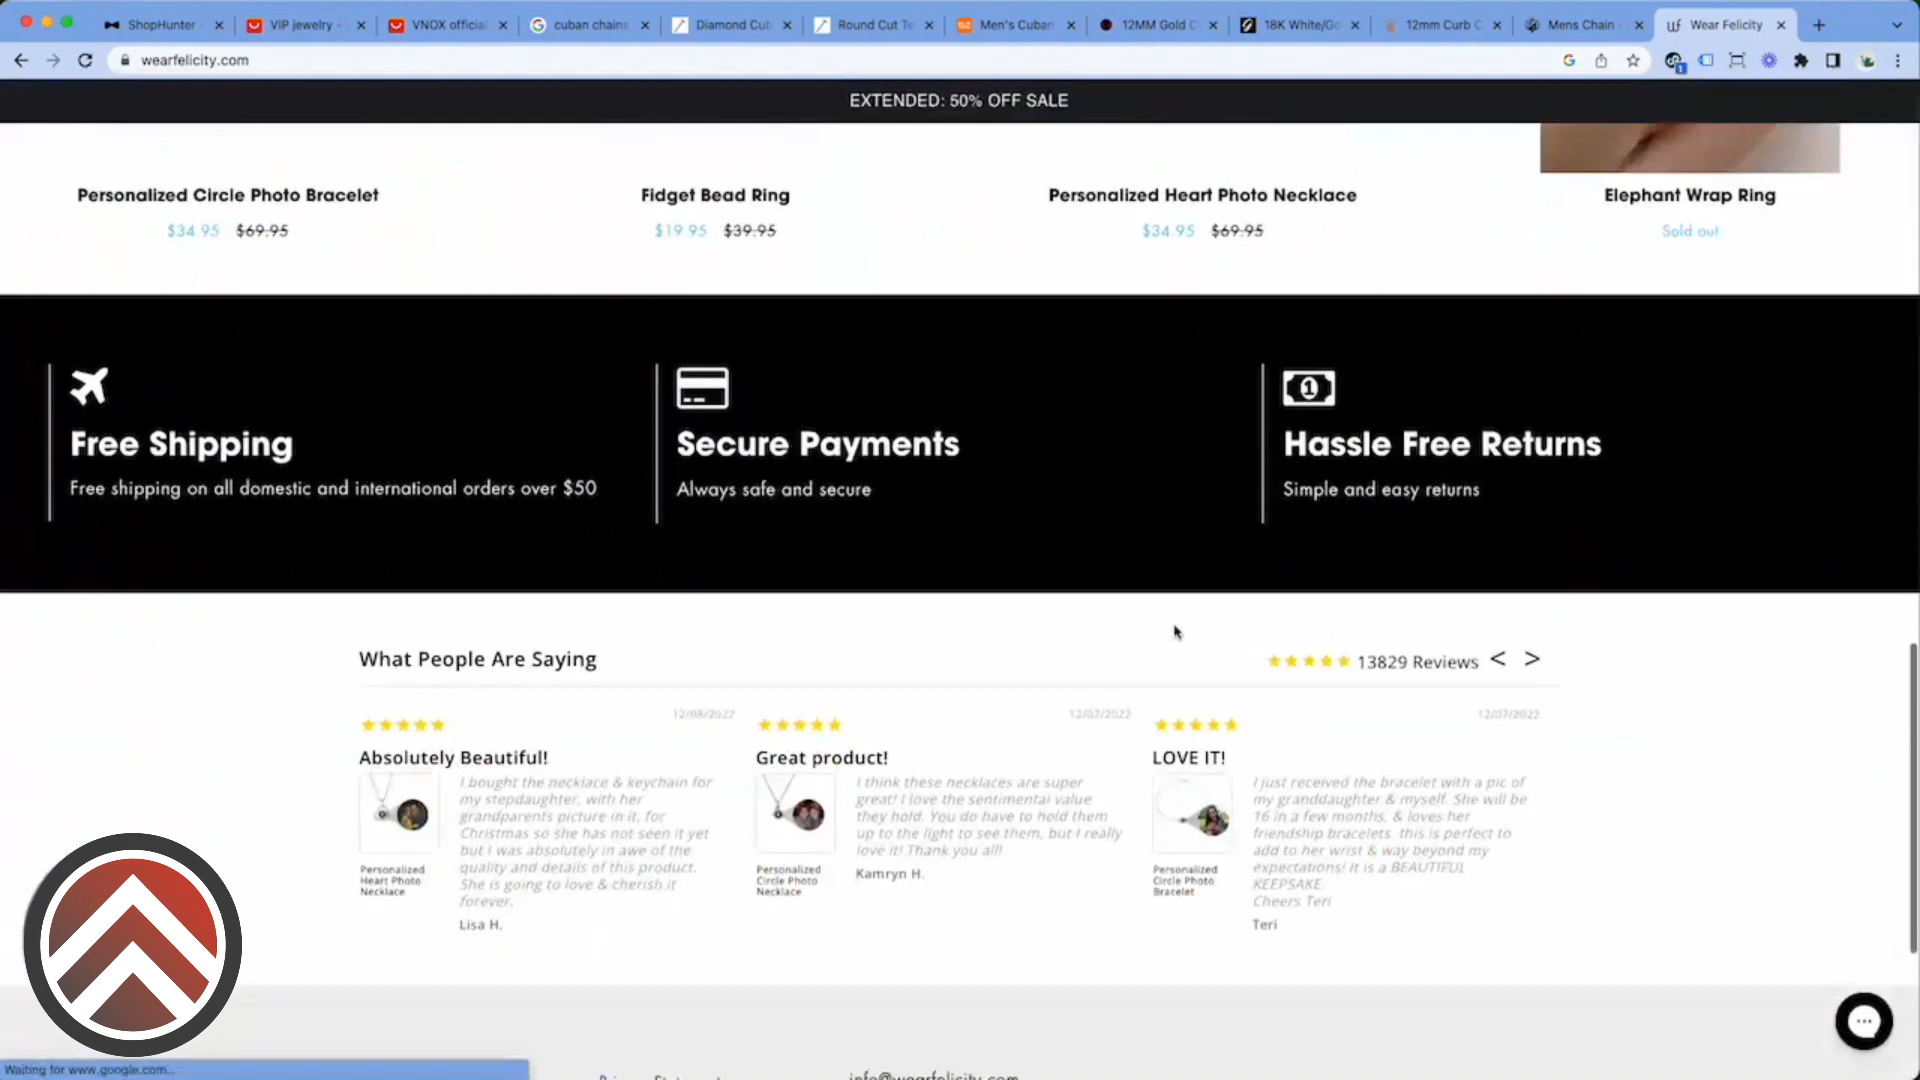 ShopHunter
VIP jewelry -
VNOX official
cuban chains
Diamond Cub
Round Cut Te
Men's Cuban
12MM Gold C
18K White/Go
12mm Curb C
Mens Chain -
Wear Felicity
wearfelicity.com
EXTENDED: 50% OFF SALE
Personalized Circle Photo Bracelet
$34.95 $69.95
Fidget Bead Ring
$19.95 $39.95
Personalized Heart Photo Necklace
$34.95 $69.95
Elephant Wrap Ring
Sold out
Free Shipping
Free shipping on all domestic and international orders over $50
Secure Payments
Always safe and secure
Hassle Free Returns
Simple and easy returns
What People Are Saying
13829 Reviews < >
12/08/2022
Absolutely Beautiful!
I bought the necklace & keychain for
my stepdaughter, with her
grandparents picture in it, for
Christmas so she has not seen it yet
but I was absolutely in awe of the
quality and details of this product.
She is going to love & cherish it
forever.
Lisa H.
Personalized
Heart Photo
Necklace
12/07/2022
Great product!
I think these necklaces are super
great! I love the sentimental value
they hold. You do have to hold them
up to the light to see them, but I really
love it! Thank you all!
Kamryn H.
Personalized
Circle Photo
Necklace
12/07/2022
LOVE IT!
I just received the bracelet with a pic of
my granddaughter & myself. She will be
16 in a few months, & loves her
friendship bracelets. this is perfect to
add to her wrist & way beyond my
expectations! it is a BEAUTIFUL
KEEPSAKE.
Cheers Teri
Teri
Personalized
Circle Photo
Bracelet
info@wearfelicity.com
Waiting for www.google.com...